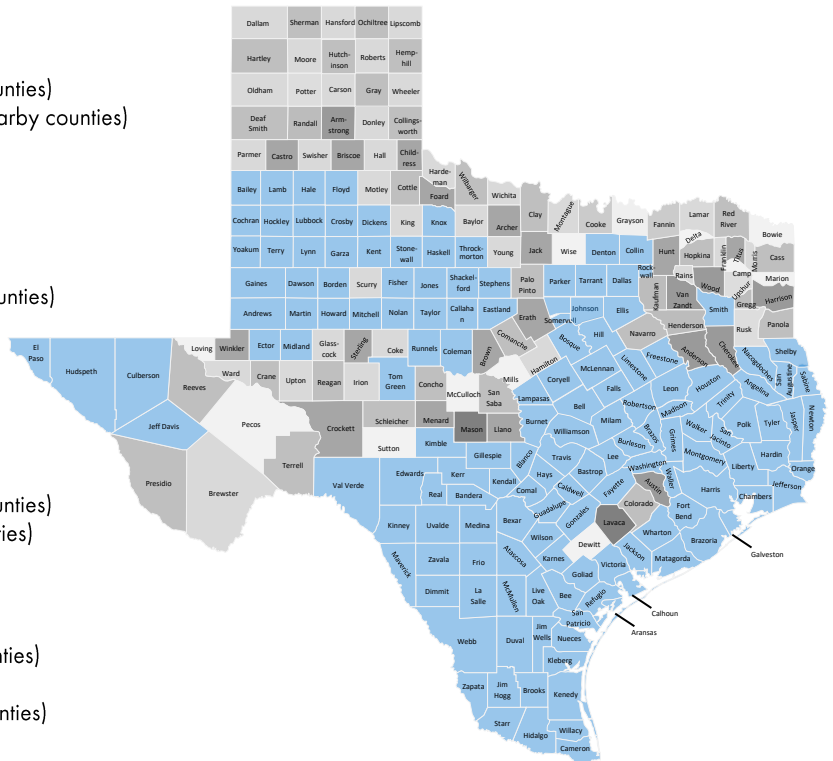 Dallam Sherman Hansford Ochiltree Lipscomb
Hartley Moore Hutch-
inson Roberts Hemp-
hill
unties)
Oldham Potter Carson Gray Wheeler
arby counties)
Deaf
Smith Randall Arm-
strong Donley Collings-
worth
Parmer Castro Swisher Briscoe Hall Child-
ress
Harde-
man Wilbarger Wichita
Bailey Lamb Hale Floyd Motley Cottle Foard
Clay Montague Cooke Grayson Fannin Lamar Red
River Bowie
Cochran Hockley Lubbock Crosby Dickens King Knox Baylor Archer
Delta Hopkina Franklin Titus Morris Cass
Yoakum Terry Lynn Garza Kent Stone-
wall Haskell Throck-
morton Young Jack Wise Denton Collin Hunt
Rock-
wall Rains Wood Camp Upshur Marion
Gaines Dawson Borden Scurry Fisher Jones Shackel-
ford Stephens Palo
Pinto Parker Tarrant Dallas Kaufman Van
Zandt Smith Gregg Harrison
unties)
Andrews Martin Howard Mitchell Nolan Taylor Callaha
n Eastland Erath Somervell Johnson Ellis Henderson Rusk Panola
El
Paso Hudspeth Culberson Loving Winkler Ector Midland Glass-
cock Sterling Coke Runnels Coleman Brown Comanche Bosque Hill Navarro
Anderson Cherokee Nacogdoches Shelby
Reeves Ward Crane Upton Reagan Irion Tom
Green Concho McCulloch Mills Hamilton McLennan Limestone Freestone
San
Augustine Sabine
San
Saba Lampasas Coryell Falls Leon Houston Angelina
Jeff Davis Pecos Crockett Schleicher Menard Mason Llano Burnet Bell Milam Robertson Madison Trinity
Newton Jasper Tyler Polk San
Jacinto Walker Grimes Brazos
Sutton Kimble Gillespie Blanco Williamson Burleson
Presidio Brewster Terrell Val Verde Edwards Kerr Kendall Hays Travis Bastrop Lee Washington Montgomery Liberty Hardin Orange
Real Bandera Comal Caldwell Fayette Austin Waller Harris Chambers Jefferson
unties)
ties)
Kinney Uvalde Medina Bexar Guadalupe Gonzales Lavaca Colorado Fort
Bend
Wilson Dewitt Wharton Brazoria Galveston
Maverick Zavala Frio Atascosa Karnes Victoria Jackson Matagorda
Goliad
Dimmit La
Salle McMullen Live
Oak Bee Refugio Calhoun
San
Patricio Aransas
nties)
Webb Duval Jim
Wells Nueces
Kleberg
Zapata Jim
Hogg Brooks Kenedy
nties)
Starr Hidalgo Willacy
Cameron